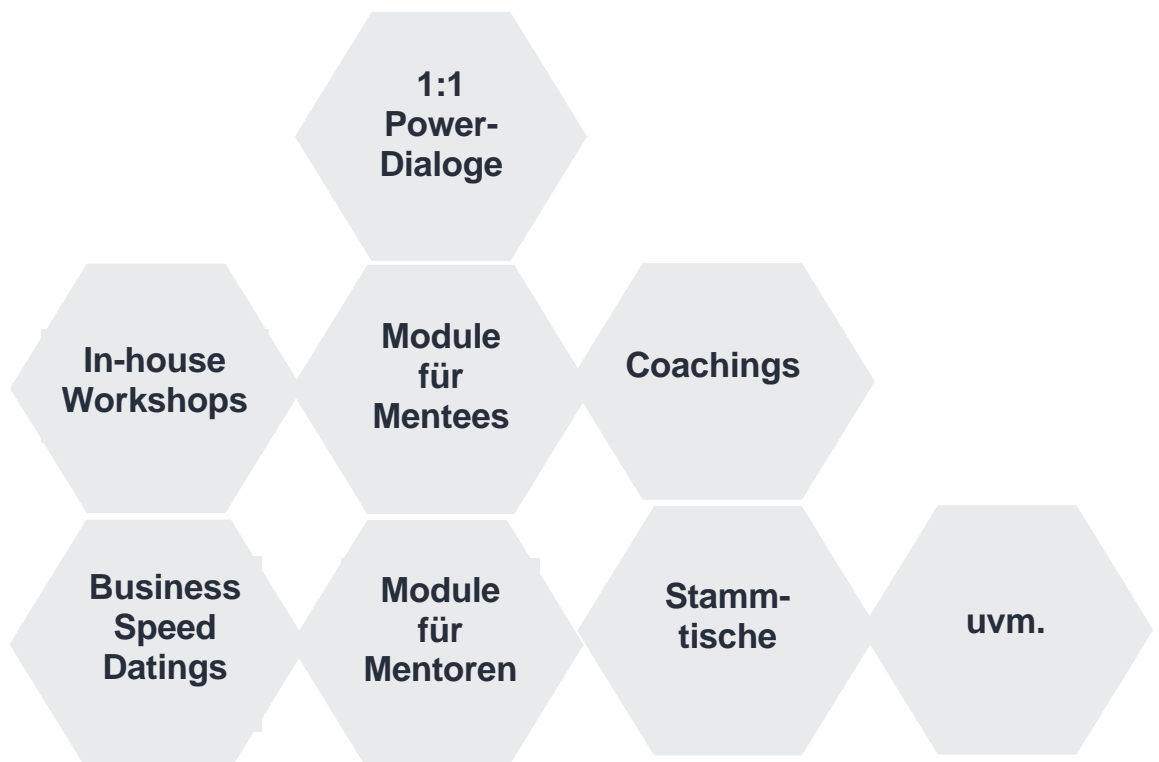 1:1
Power-
Dialoge
In-house
Workshops
Module
für
Mentees
Coachings
Business
Speed
Datings
Module
für
Mentoren
Stamm-
tische
uvm.